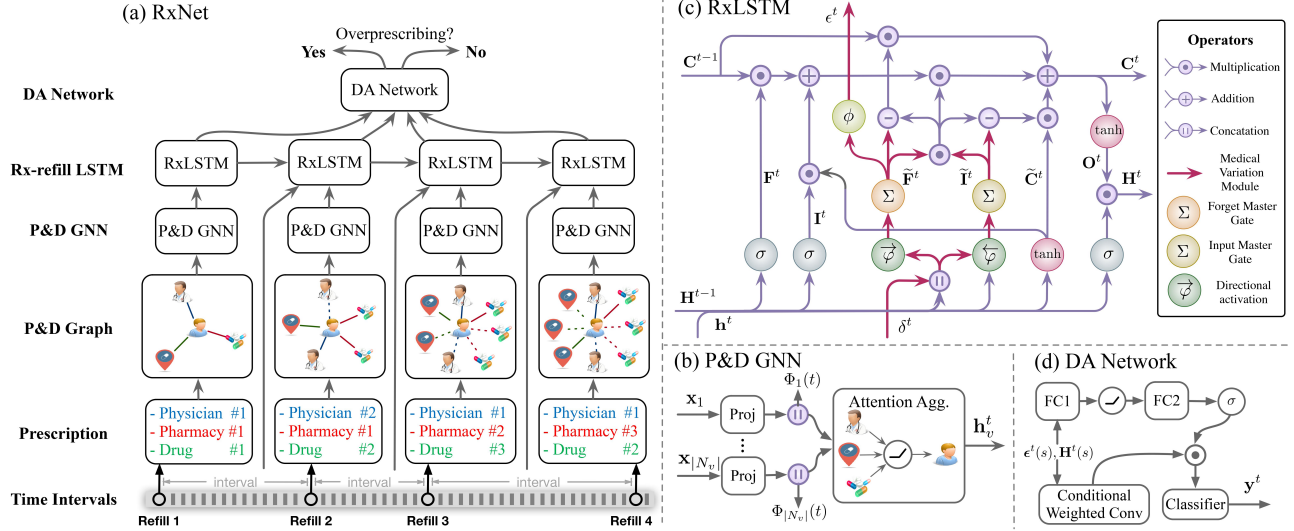 (a) RxNet
Overprescribing?
Yes
No
DA Network
DA Network
Rx-refill LSTM
RxLSTM
RxLSTM
RxLSTM
RxLSTM
P&D GNN
P&D GNN
P&D GNN
P&D GNN
P&D GNN
P&D Graph
Prescription
- Physician #1
- Pharmacy #1
- Drug #1
- Physician #2
- Pharmacy #1
- Drug #2
- Physician #1
- Pharmacy #2
- Drug #3
- Physician #1
- Pharmacy #3
- Drug #2
interval
interval
interval
Time Intervals
Refill 1
Refill 2
Refill 3
Refill 4
(c) RxLSTM
ϵ^t
C^{t-1}
C^t
ϕ
tanh
O^t
H^t
F^t
I^t
F̃^t
Ĩ^t
C̃^t
Σ
Σ
σ
σ
φ→
φ←
tanh
σ
H^{t-1}
h^t
δ^t
Operators
Multiplication
Addition
Concatation
Medical
Variation
Module
Σ
Forget Master
Gate
Σ
Input Master
Gate
φ→
Directional
activation
(b) P&D GNN
Φ_1(t)
x_1
Proj
x_{|N_v|}
Proj
Φ_{|N_v|}(t)
Attention Agg.
h_v^t
(d) DA Network
FC1
FC2
σ
ϵ^t(s), H^t(s)
Conditional
Weighted Conv
Classifier
y^t